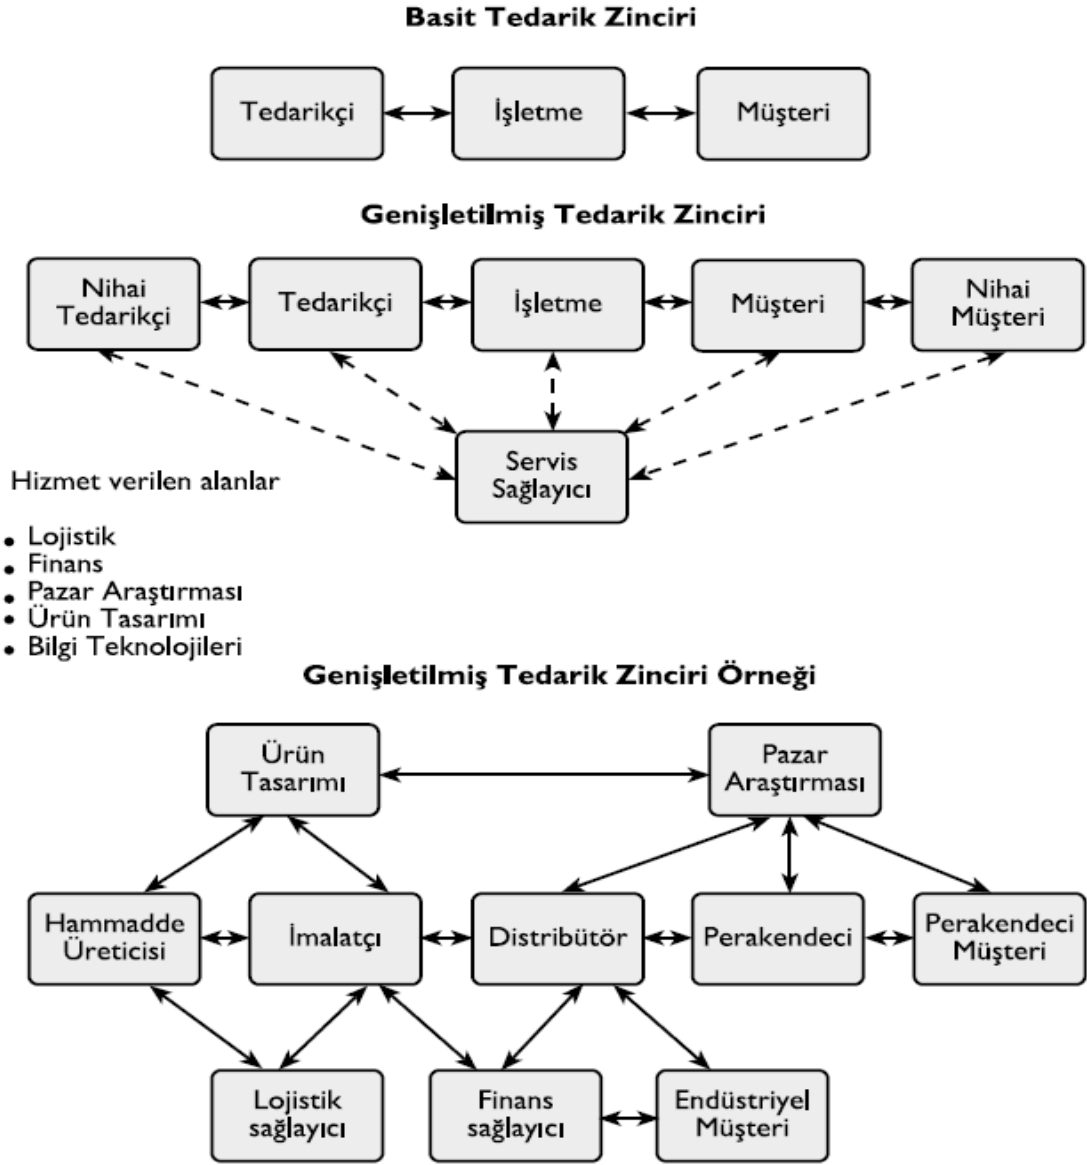 Basit Tedarik Zinciri
Tedarikçi
İşletme
Müşteri
Genişletilmiş Tedarik Zinciri
Nihai
Tedarikçi
Tedarikçi
İşletme
Müşteri
Nihai
Müşteri
Servis
Sağlayıcı
Hizmet verilen alanlar
• Lojistik
• Finans
• Pazar Araştırması
• Ürün Tasarımı
• Bilgi Teknolojileri
Genişletilmiş Tedarik Zinciri Örneği
Ürün
Tasarımı
Pazar
Araştırması
Hammadde
Üreticisi
İmalatçı
Distribütör
Perakendeci
Perakendeci
Müşteri
Lojistik
sağlayıcı
Finans
sağlayıcı
Endüstriyel
Müşteri